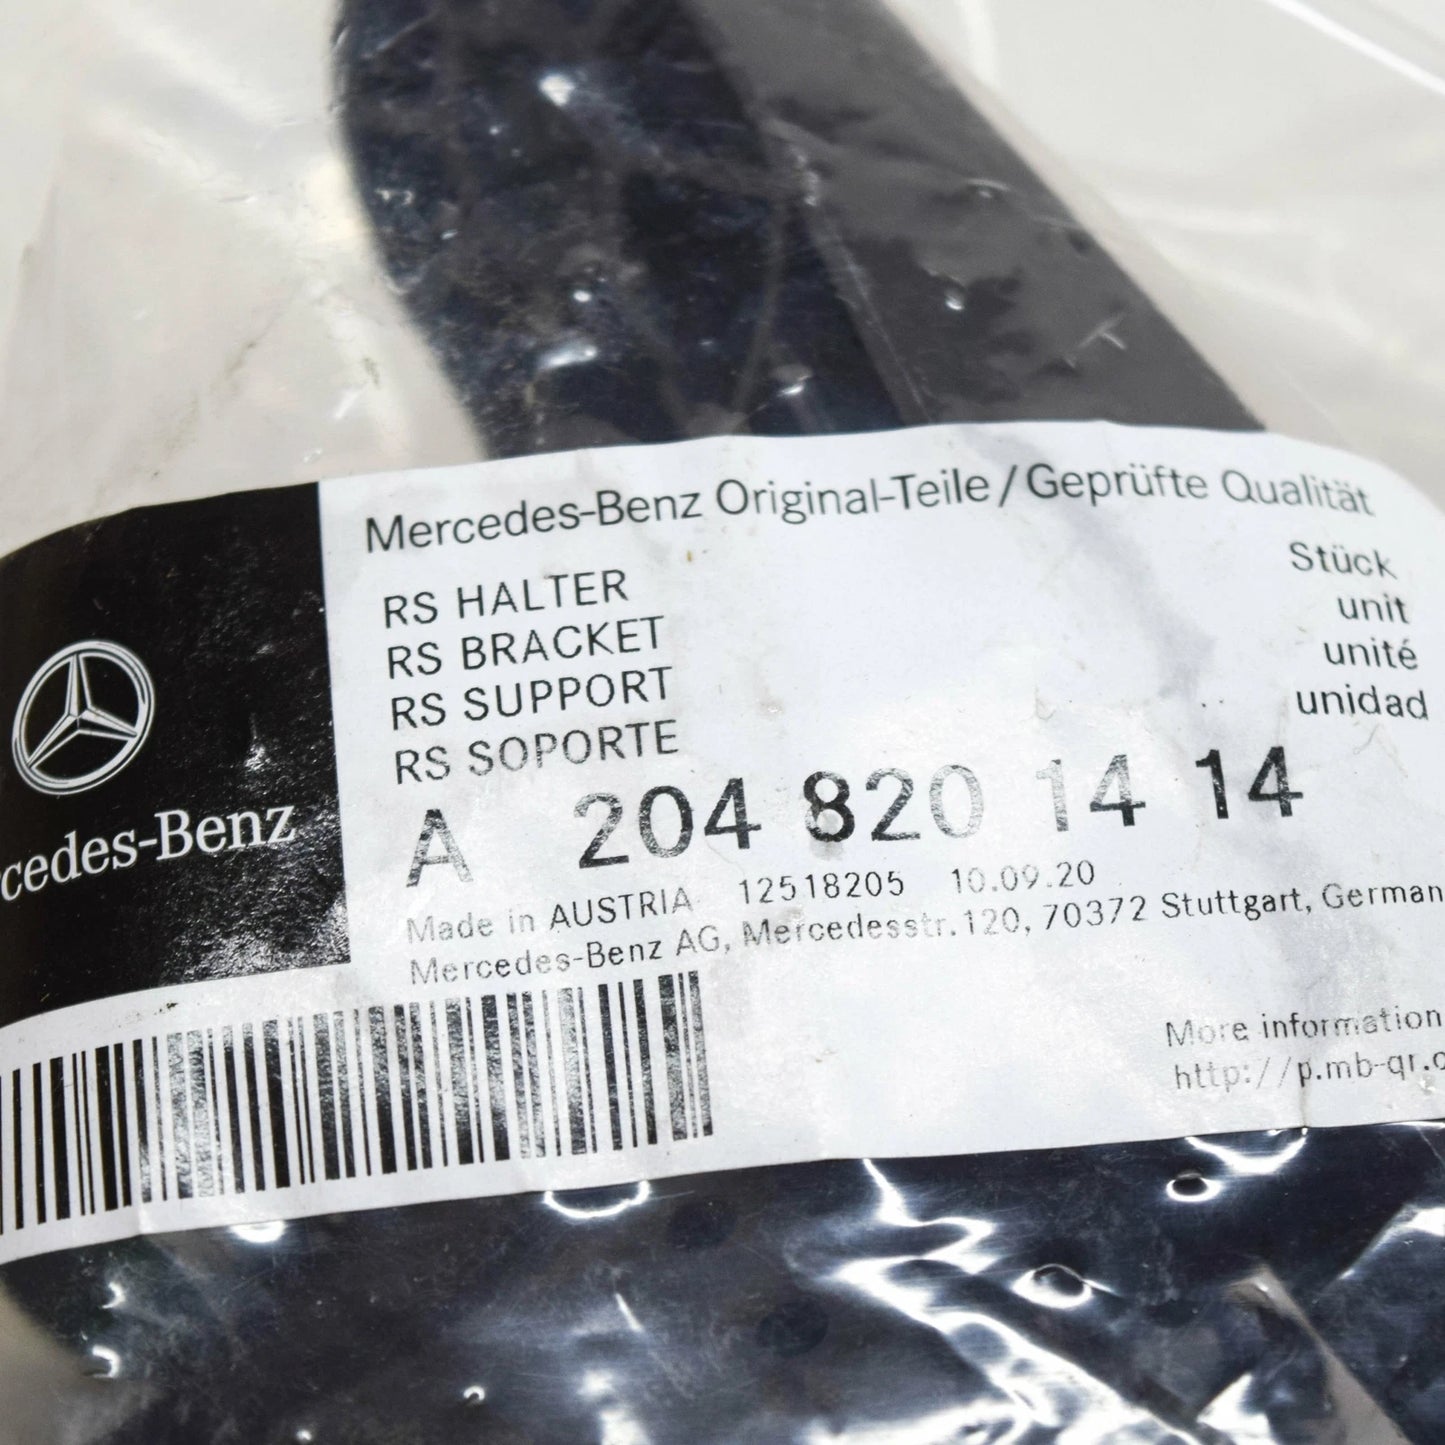 Mercedes-Benz Original-Teile / Geprüfte Qualität
RS HALTER
RS BRACKET
RS SUPPORT
RS SOPORTE
Stück
unit
unité
unidad
A 204 820 14 14
Made in AUSTRIA 12518205 10.09.20
Mercedes-Benz AG, Mercedesstr.120, 70372 Stuttgart, German
rcedes-Benz
More information
http://p.mb-qr.c